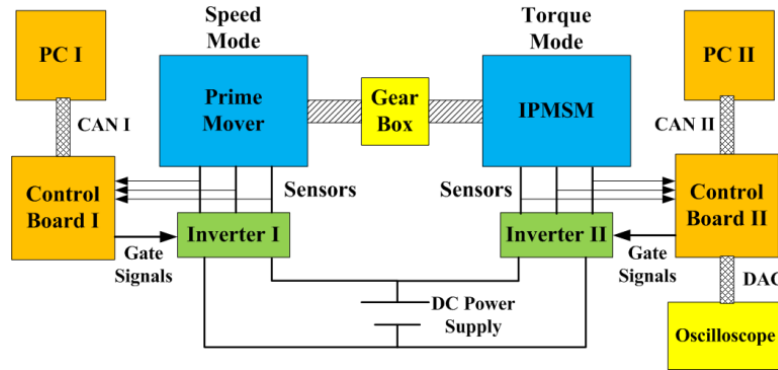 Speed
Mode
Torque
Mode
PC I
PC II
Prime
Mover
Gear
Box
IPMSM
CAN I
CAN II
Control
Board I
Sensors
Sensors
Control
Board II
Inverter I
Inverter II
Gate
Signals
Gate
Signals
DC Power
Supply
DAC
Oscilloscope